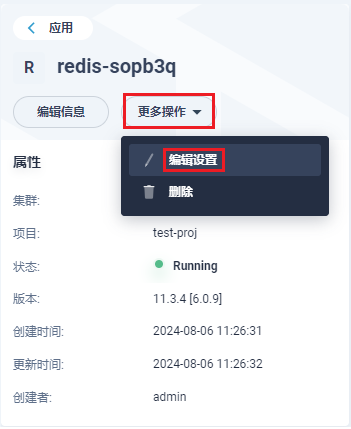 应用
R redis-sopb3q
编辑信息 更多操作
编辑设置
属性
删除
集群:
项目: test-proj
状态: Running
版本: 11.3.4 [6.0.9]
创建时间: 2024-08-06 11:26:31
更新时间: 2024-08-06 11:26:32
创建者: admin